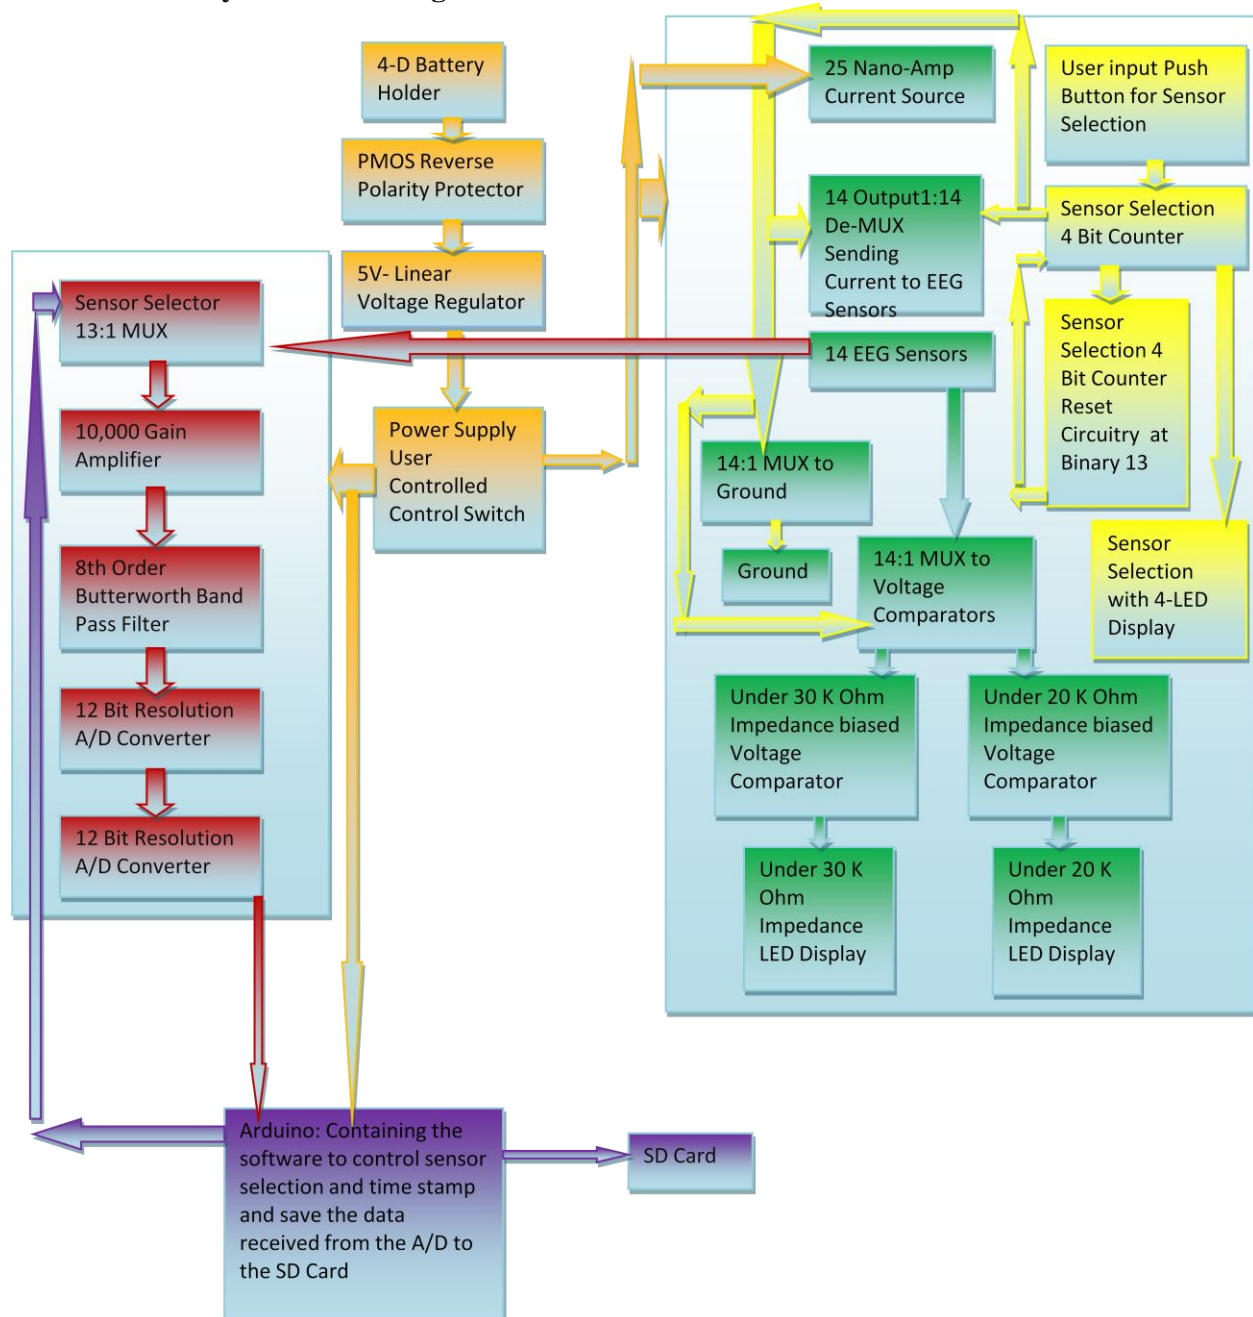 4-D Battery
Holder
PMOS Reverse
Polarity Protector
5V- Linear
Voltage Regulator
Power Supply
User
Controlled
Control Switch
Sensor Selector
13:1 MUX
10,000 Gain
Amplifier
8th Order
Butterworth Band
Pass Filter
12 Bit Resolution
A/D Converter
12 Bit Resolution
A/D Converter
25 Nano-Amp
Current Source
14 Output1:14
De-MUX
Sending
Current to EEG
Sensors
14 EEG Sensors
14:1 MUX to
Ground
Ground
14:1 MUX to
Voltage
Comparators
Under 30 K Ohm
Impedance biased
Voltage
Comparator
Under 20 K Ohm
Impedance biased
Voltage
Comparator
Under 30 K
Ohm
Impedance
LED Display
Under 20 K
Ohm
Impedance
LED Display
User input Push
Button for Sensor
Selection
Sensor Selection
4 Bit Counter
Sensor
Selection 4
Bit Counter
Reset
Circuitry at
Binary 13
Sensor
Selection
with 4-LED
Display
Arduino: Containing the
software to control sensor
selection and time stamp
and save the data
received from the A/D to
the SD Card
SD Card